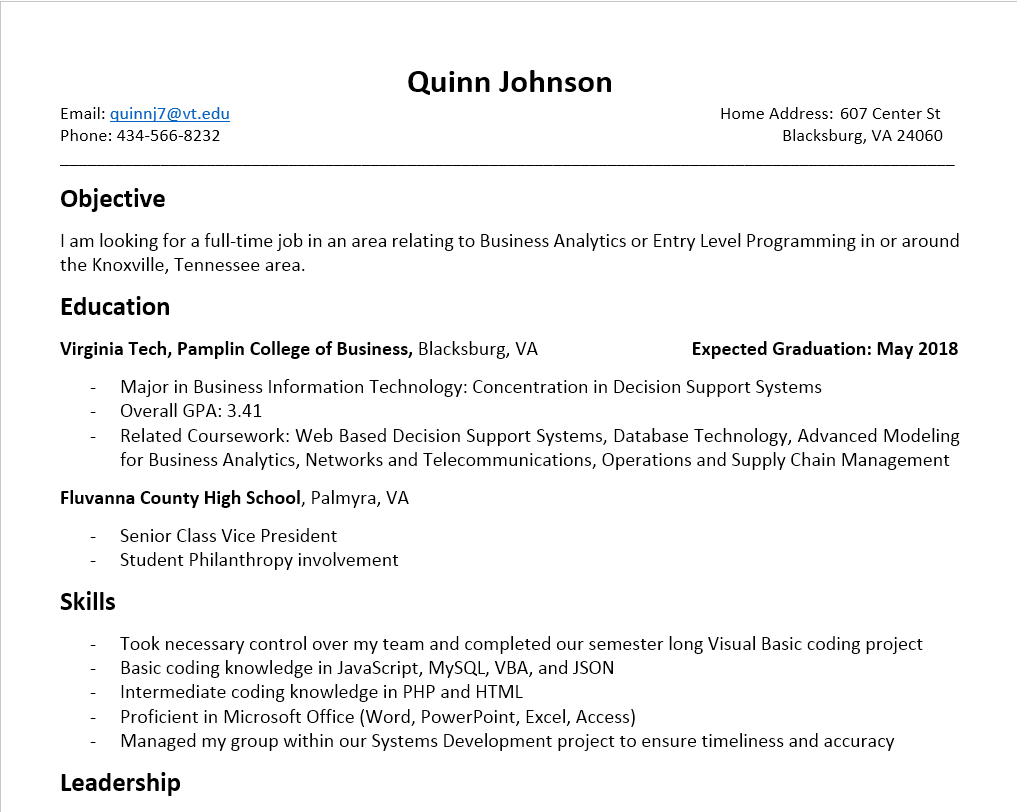 Quinn Johnson
Email: quinnj7@vt.edu Home Address: 607 Center St
Phone: 434-566-8232 Blacksburg, VA 24060
Objective
I am looking for a full-time job in an area relating to Business Analytics or Entry Level Programming in or around
the Knoxville, Tennessee area.
Education
Virginia Tech, Pamplin College of Business, Blacksburg, VA Expected Graduation: May 2018
- Major in Business Information Technology: Concentration in Decision Support Systems
- Overall GPA: 3.41
- Related Coursework: Web Based Decision Support Systems, Database Technology, Advanced Modeling
for Business Analytics, Networks and Telecommunications, Operations and Supply Chain Management
Fluvanna County High School, Palmyra, VA
- Senior Class Vice President
- Student Philanthropy involvement
Skills
- Took necessary control over my team and completed our semester long Visual Basic coding project
- Basic coding knowledge in JavaScript, MySQL, VBA, and JSON
- Intermediate coding knowledge in PHP and HTML
- Proficient in Microsoft Office (Word, PowerPoint, Excel, Access)
- Managed my group within our Systems Development project to ensure timeliness and accuracy
Leadership